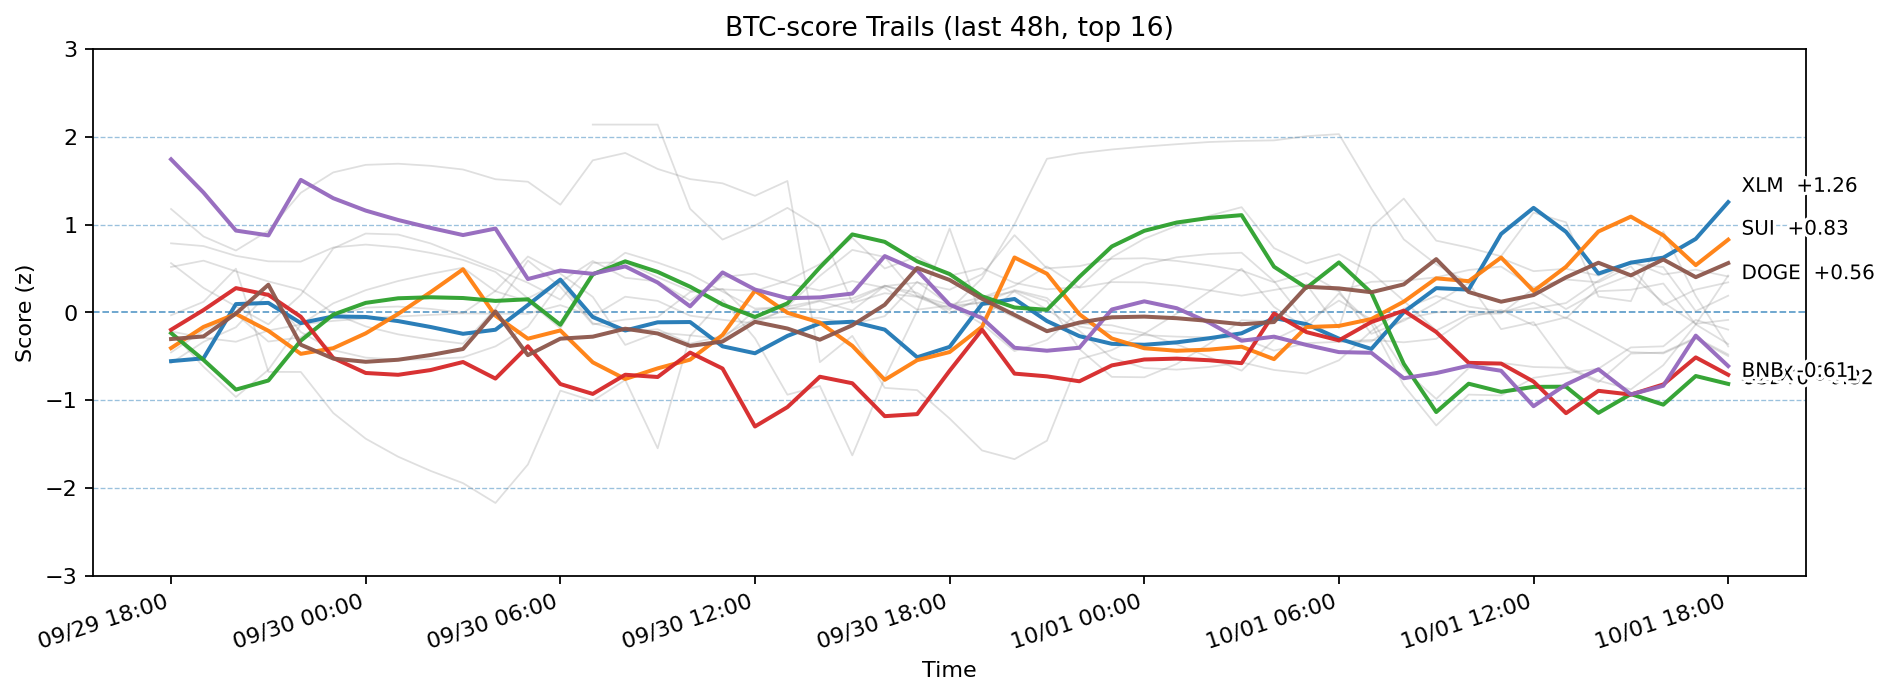 BTC-score Trails (last 48h, top 16)
3
2
1
0
−1
−2
−3
Score (z)
XLM +1.26
SUI +0.83
DOGE +0.56
BNB -0.61
09/29 18:00
09/30 00:00
09/30 06:00
09/30 12:00
09/30 18:00
10/01 00:00
10/01 06:00
10/01 12:00
10/01 18:00
Time